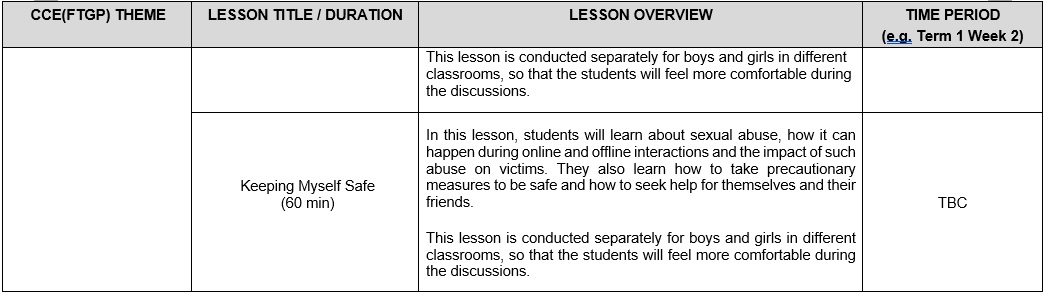 CCE(FTGP) THEME
LESSON TITLE / DURATION
LESSON OVERVIEW
TIME PERIOD
(e.g. Term 1 Week 2)
This lesson is conducted separately for boys and girls in different
classrooms, so that the students will feel more comfortable during
the discussions.
Keeping Myself Safe
(60 min)
In this lesson, students will learn about sexual abuse, how it can
happen during online and offline interactions and the impact of such
abuse on victims. They also learn how to take precautionary
measures to be safe and how to seek help for themselves and their
friends.
This lesson is conducted separately for boys and girls in different
classrooms, so that the students will feel more comfortable during
the discussions.
TBC